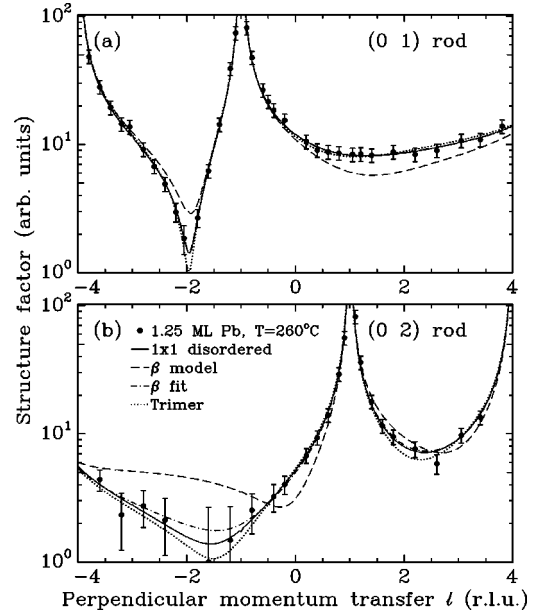 (a) (0 1) rod
10²
10¹
10⁰
−4 −2 0 2 4
Structure factor (arb. units)
10²
(b) (0 2) rod
1.25 ML Pb, T=260°C
1x1 disordered
β model
β fit
Trimer
10¹
10⁰
−4 −2 0 2 4
Perpendicular momentum transfer l (r.l.u.)